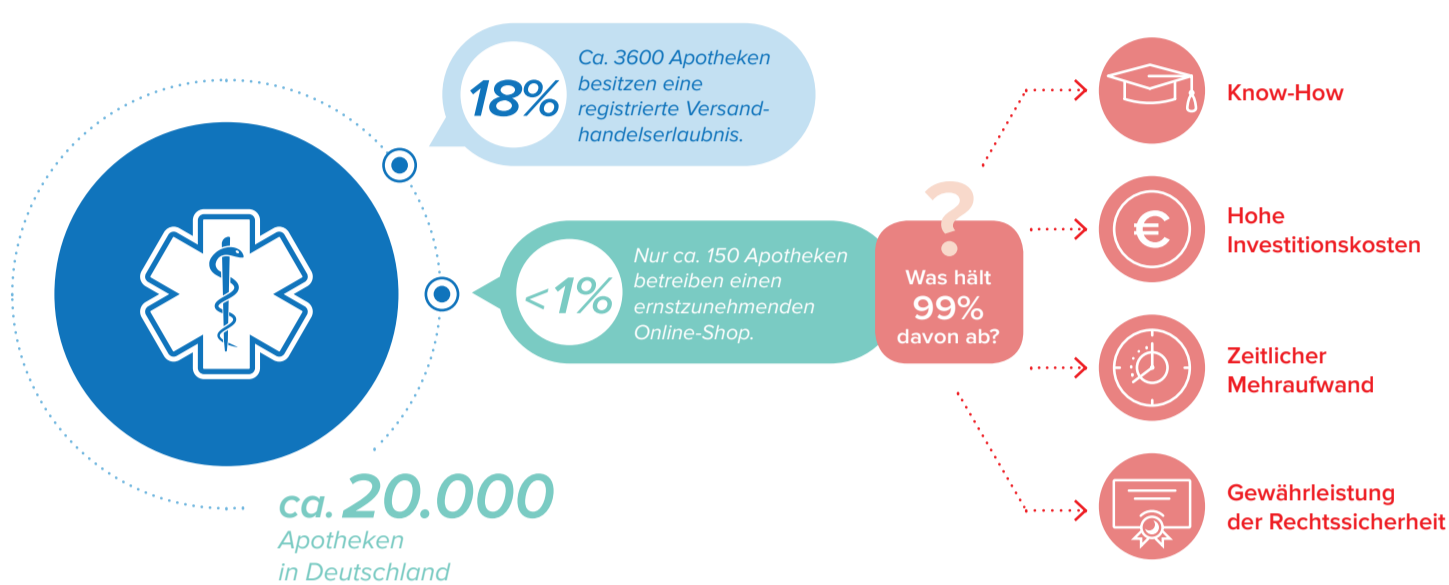 18%
Ca. 3600 Apotheken
besitzen eine
registrierte Versand-
handelserlaubnis.
<1%
Nur ca. 150 Apotheken
betreiben einen
ernstzunehmenden
Online-Shop.
?
Was hält
99%
davon ab?
Know-How
€
Hohe
Investitionskosten
Zeitlicher
Mehraufwand
Gewährleistung
der Rechtssicherheit
ca. 20.000
Apotheken
in Deutschland